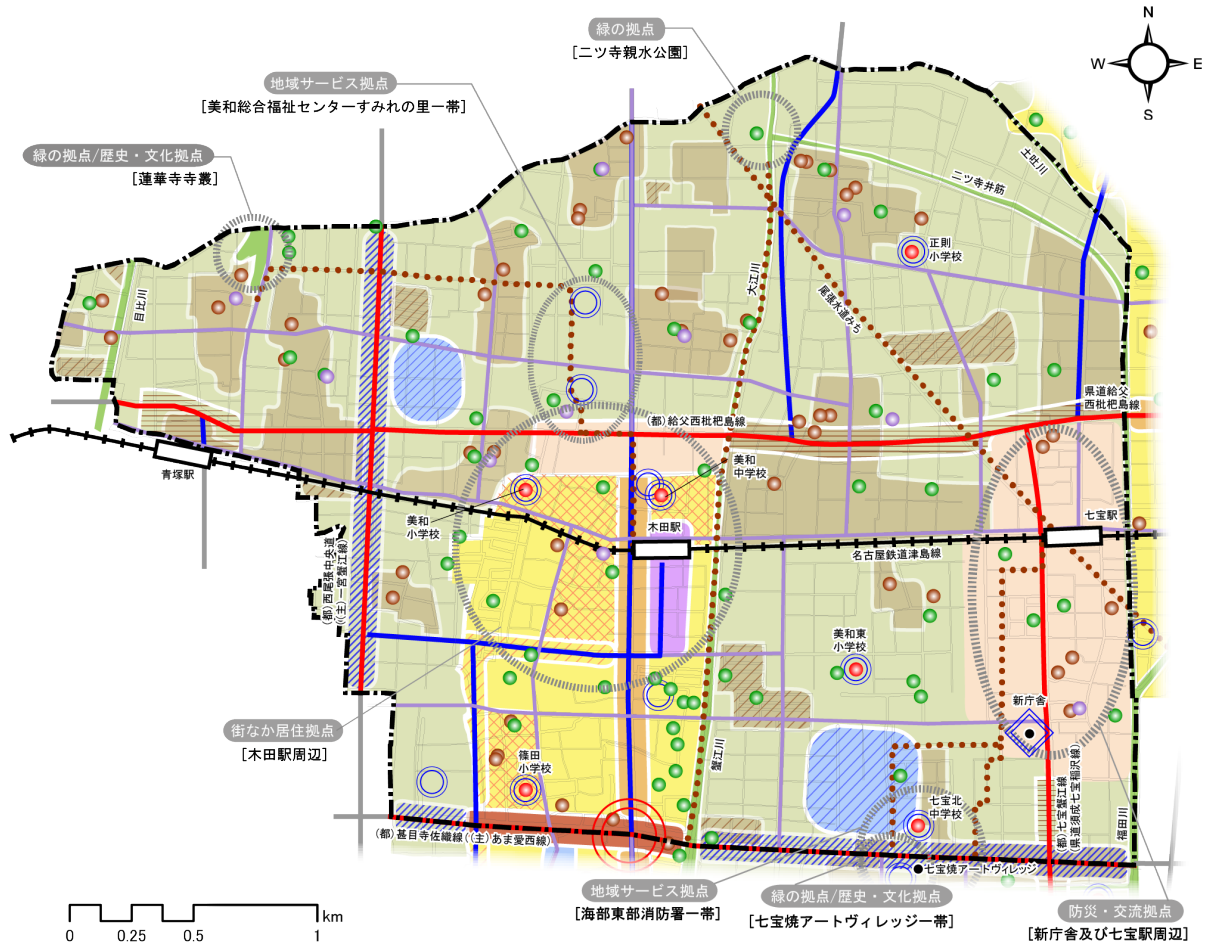 緑の拠点
[二ツ寺親水公園]
N
W
E
S
地域サービス拠点
[美和総合福祉センターすみれの里一帯]
緑の拠点/歴史・文化拠点
[蓮華寺寺叢]
土吐川
二ツ寺井筋
正則
小学校
目比川
大江川
尾張水道みち
県道給父
西枇杷島線
(都)給父西枇杷島線
青塚駅
美和
中学校
美和
小学校
木田駅
七宝駅
名古屋鉄道津島線
(都)西尾張中央道
((主)一宮蟹江線)
美和東
小学校
新庁舎
街なか居住拠点
[木田駅周辺]
蟹江川
篠田
小学校
七宝北
中学校
(都)七宝蟹江線
(県道須成七宝稲沢線)
福田川
(都)甚目寺佐織線((主)あま愛西線)
七宝焼アートヴィレッジ
地域サービス拠点
[海部東部消防署一帯]
緑の拠点/歴史・文化拠点
[七宝焼アートヴィレッジ一帯]
防災・交流拠点
[新庁舎及び七宝駅周辺]
km
0 0.25 0.5 1